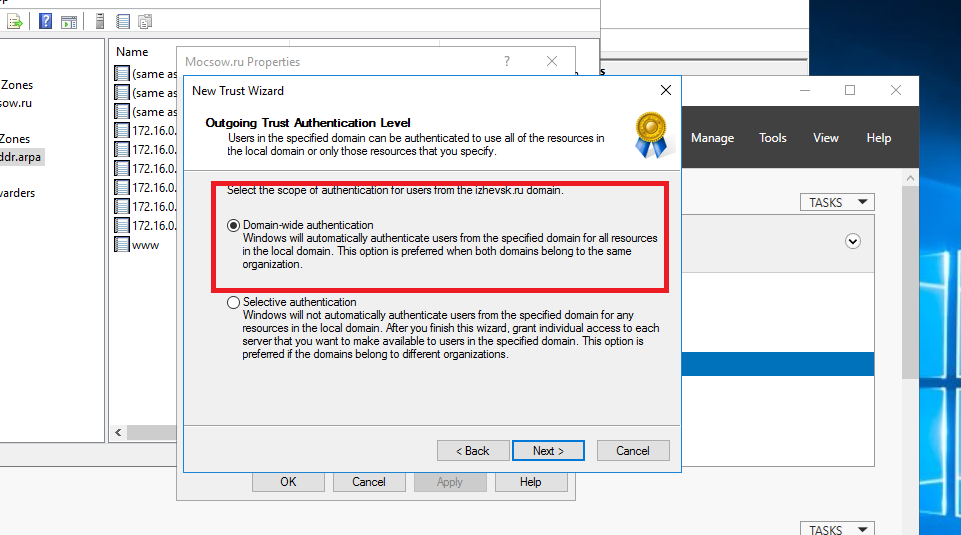 Name
Zones
sow.ru
Zones
ddr.arpa
warders
(same as
(same as
(same as
172.16.0.
172.16.0.
172.16.0.
172.16.0.
172.16.0.
172.16.0.
www
Mocsow.ru Properties
?
New Trust Wizard
Outgoing Trust Authentication Level
Users in the specified domain can be authenticated to use all of the resources in
the local domain or only those resources that you specify.
Select the scope of authentication for users from the izhevsk.ru domain.
Domain-wide authentication
Windows will automatically authenticate users from the specified domain for all resources
in the local domain. This option is preferred when both domains belong to the same
organization.
Selective authentication
Windows will not automatically authenticate users from the specified domain for any
resources in the local domain. After you finish this wizard, grant individual access to each
server that you want to make available to users in the specified domain. This option is
preferred if the domains belong to different organizations.
< Back
Next >
Cancel
OK
Cancel
Apply
Help
Manage
Tools
View
Help
TASKS
TASKS